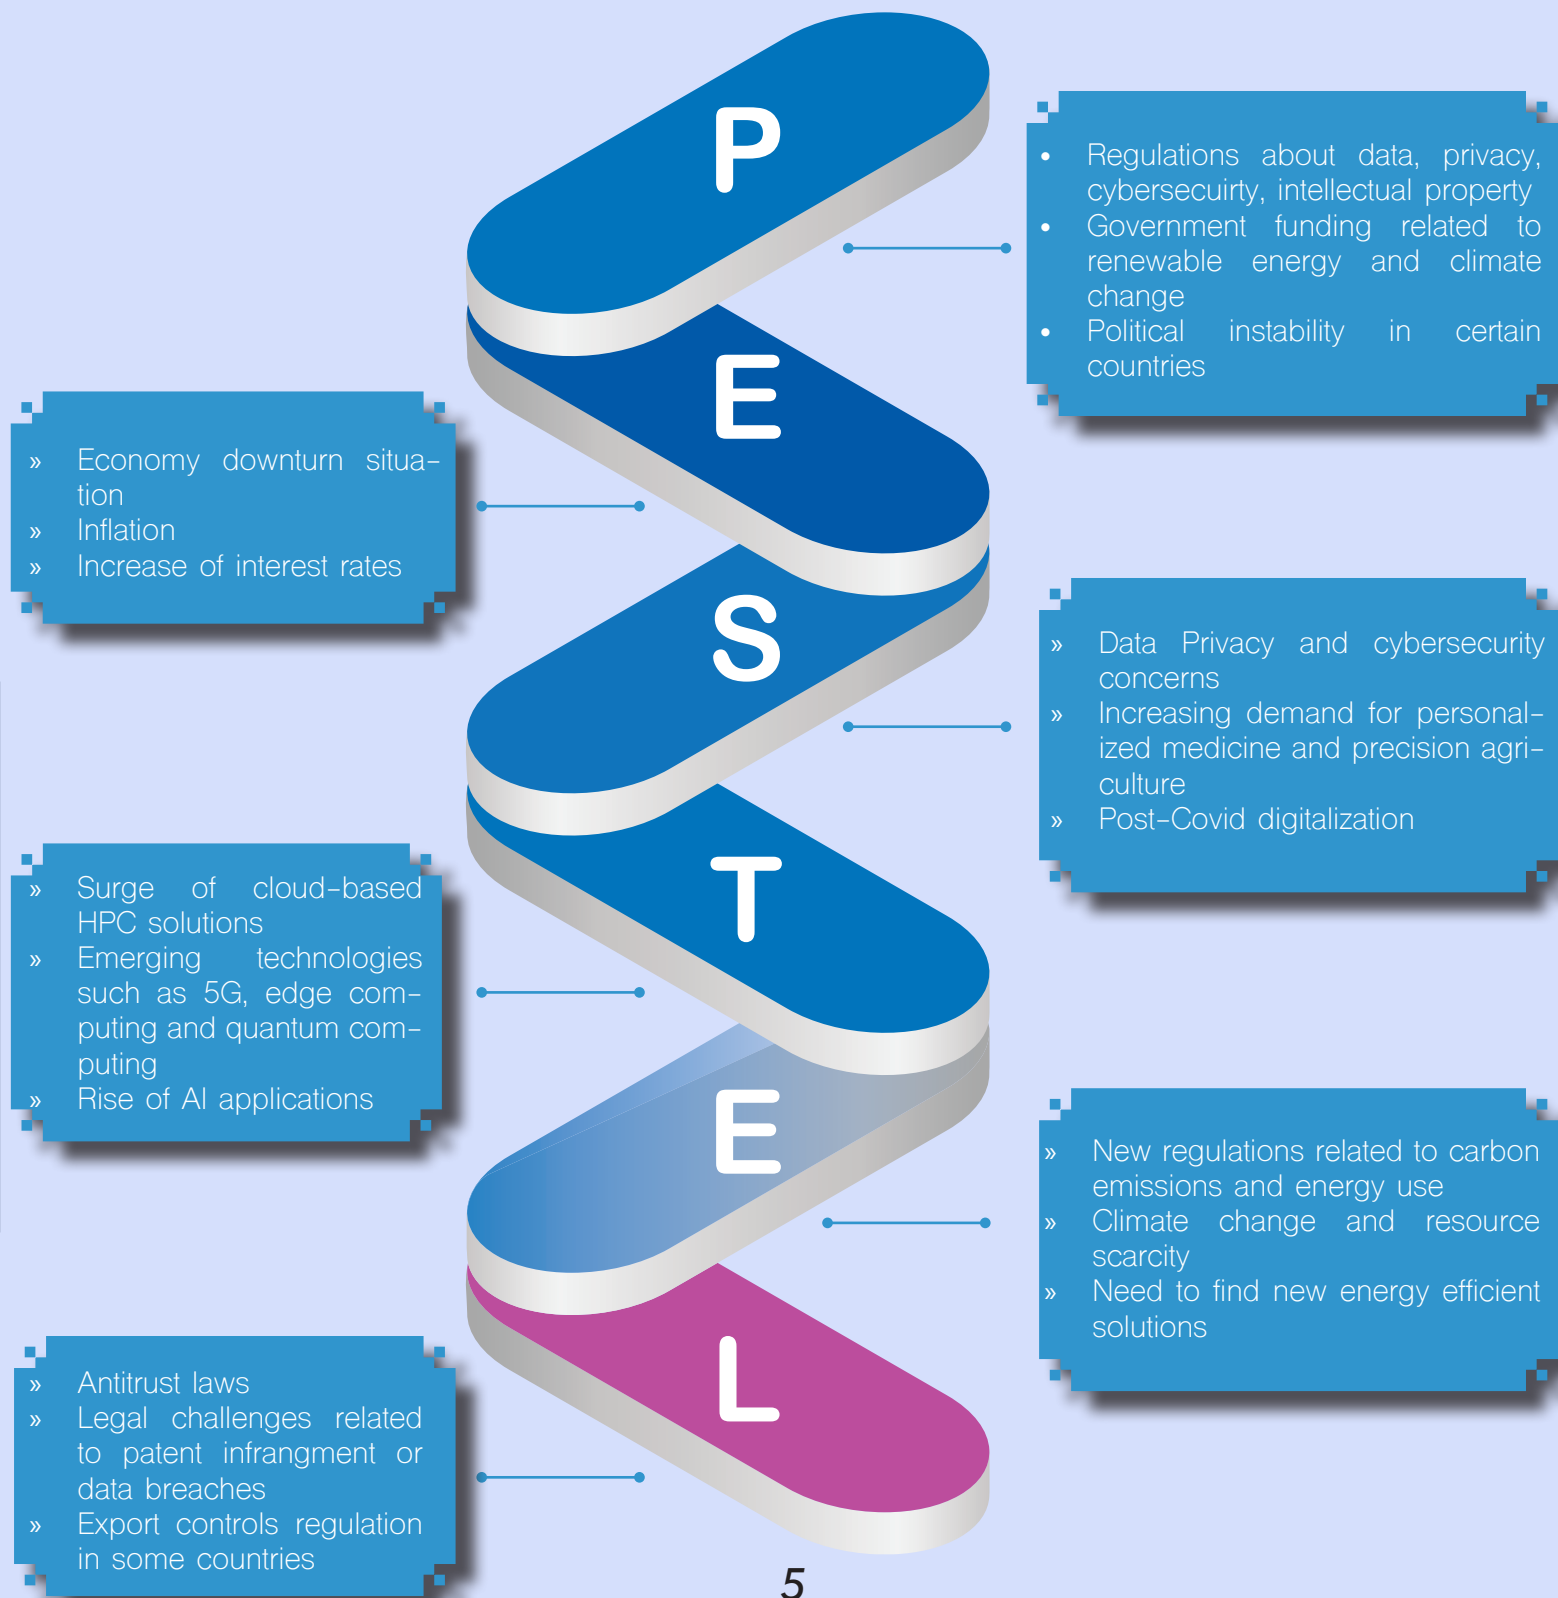 P
• Regulations about data, privacy,
cybersecuirty, intellectual property
• Government funding related to
renewable energy and climate
change
• Political instability in certain
countries
E
» Economy downturn situa-
tion
» Inflation
» Increase of interest rates
S
» Data Privacy and cybersecurity
concerns
» Increasing demand for personal-
ized medicine and precision agri-
culture
» Post-Covid digitalization
T
» Surge of cloud-based
HPC solutions
» Emerging technologies
such as 5G, edge com-
puting and quantum com-
puting
» Rise of AI applications
E
» New regulations related to carbon
emissions and energy use
» Climate change and resource
scarcity
» Need to find new energy efficient
solutions
L
» Antitrust laws
» Legal challenges related
to patent infrangment or
data breaches
» Export controls regulation
in some countries
5